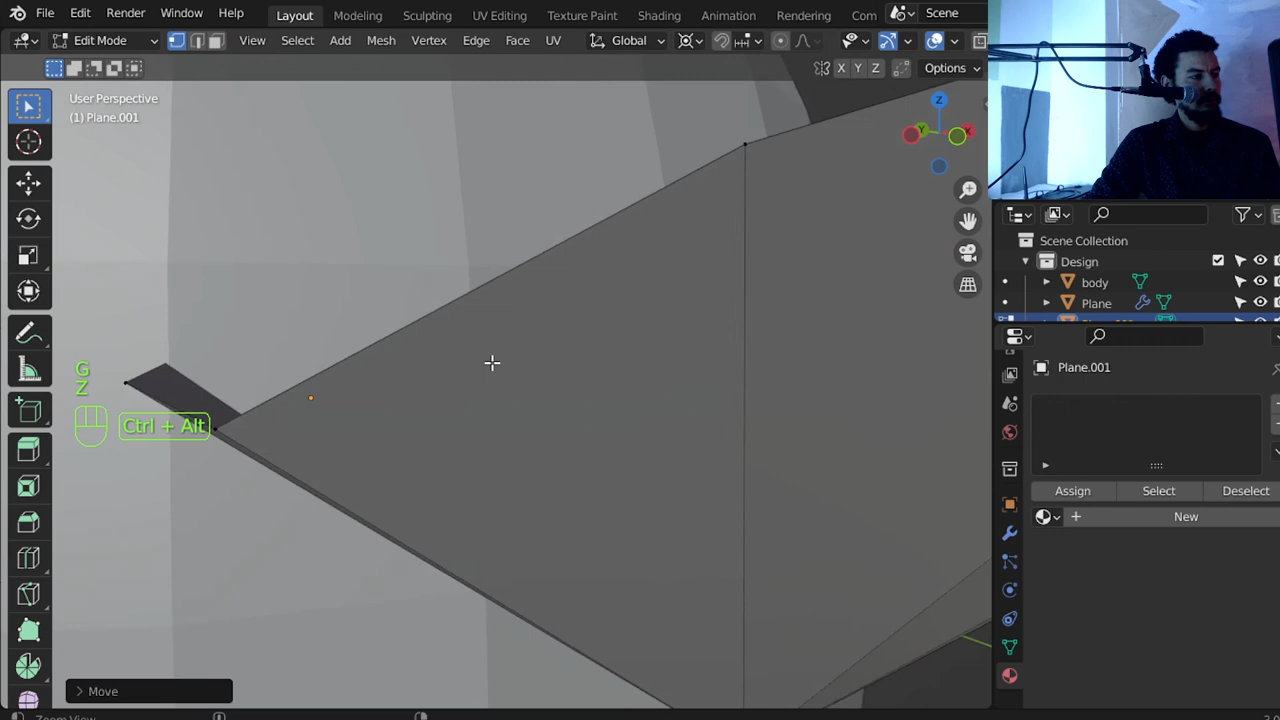 File Edit Render Window Help Layout Modeling Sculpting UV Editing Texture Paint Shading Animation Rendering Com Scene
Edit Mode View Select Add Mesh Vertex Edge Face UV Global
X Y Z Options
User Perspective
(1) Plane.001
Z
Y
X
Scene Collection
Design
body
Plane
Plane.001
G
Z
Ctrl + Alt
Assign Select Deselect
New
Move
Zoom View